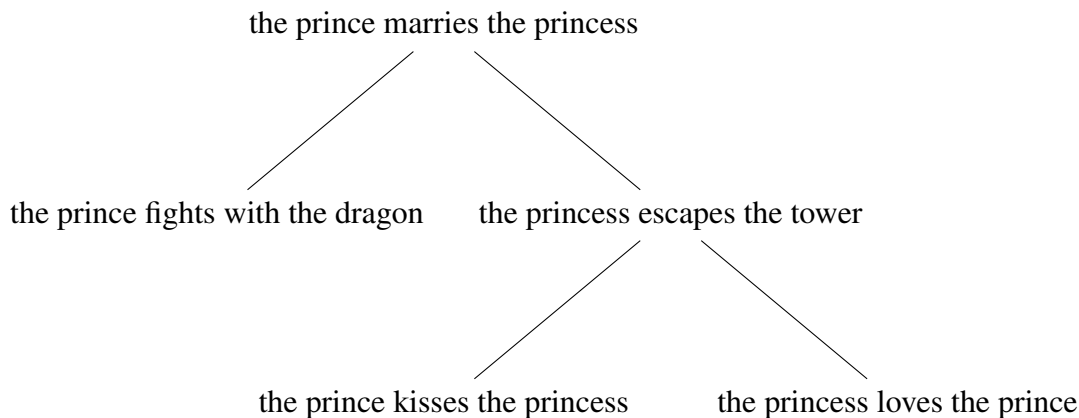 the prince marries the princess
the prince fights with the dragon
the princess escapes the tower
the prince kisses the princess
the princess loves the prince